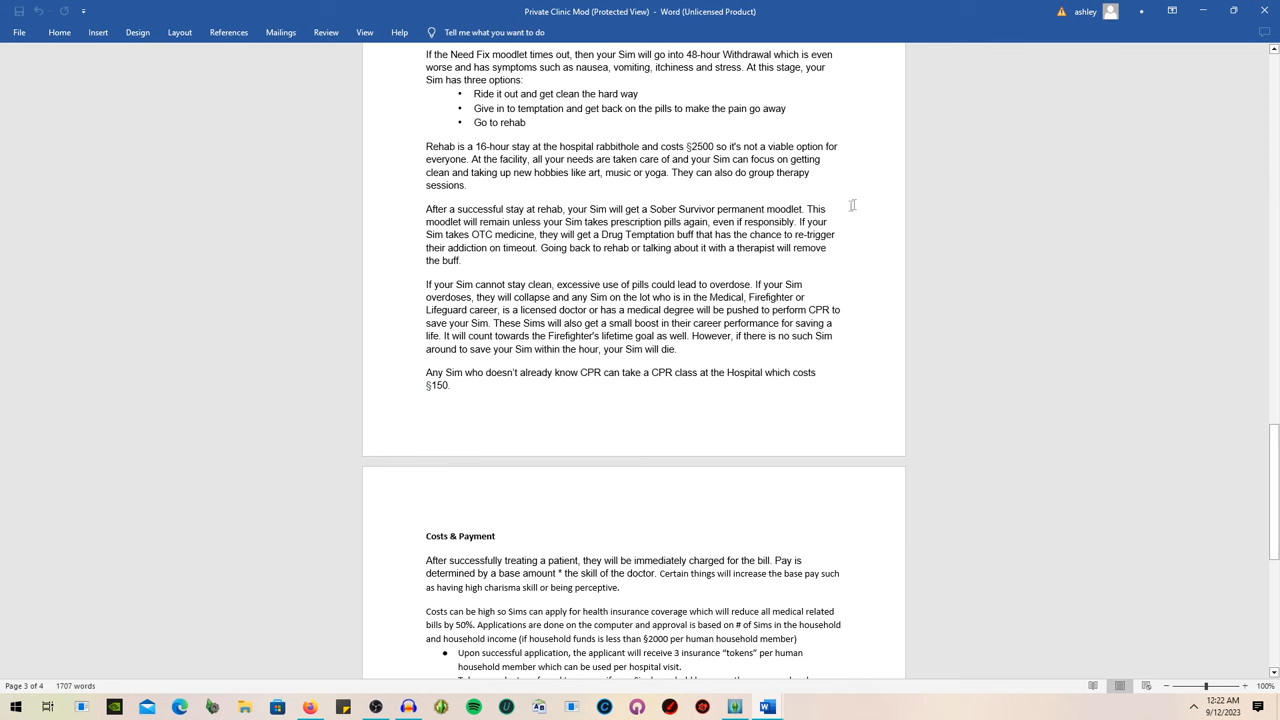 Private Clinic Mod (Protected View) - Word (Unlicensed Product)
ashley
File Home Insert Design Layout References Mailings Review View Help Tell me what you want to do
If the Need Fix moodlet times out, then your Sim will go into 48-hour Withdrawal which is even
worse and has symptoms such as nausea, vomiting, itchiness and stress. At this stage, your
Sim has three options:
• Ride it out and get clean the hard way
• Give in to temptation and get back on the pills to make the pain go away
• Go to rehab
Rehab is a 16-hour stay at the hospital rabbithole and costs §2500 so it's not a viable option for
everyone. At the facility, all your needs are taken care of and your Sim can focus on getting
clean and taking up new hobbies like art, music or yoga. They can also do group therapy
sessions.
After a successful stay at rehab, your Sim will get a Sober Survivor permanent moodlet. This
moodlet will remain unless your Sim takes prescription pills again, even if responsibly. If your
Sim takes OTC medicine, they will get a Drug Temptation buff that has the chance to re-trigger
their addiction on timeout. Going back to rehab or talking about it with a therapist will remove
the buff.
If your Sim cannot stay clean, excessive use of pills could lead to overdose. If your Sim
overdoses, they will collapse and any Sim on the lot who is in the Medical, Firefighter or
Lifeguard career, is a licensed doctor or has a medical degree will be pushed to perform CPR to
save your Sim. These Sims will also get a small boost in their career performance for saving a
life. It will count towards the Firefighter's lifetime goal as well. However, if there is no such Sim
around to save your Sim within the hour, your Sim will die.
Any Sim who doesn't already know CPR can take a CPR class at the Hospital which costs
§150.
Costs & Payment
After successfully treating a patient, they will be immediately charged for the bill. Pay is
determined by a base amount * the skill of the doctor. Certain things will increase the base pay such
as having high charisma skill or being perceptive.
Costs can be high so Sims can apply for health insurance coverage which will reduce all medical related
bills by 50%. Applications are done on the computer and approval is based on # of Sims in the household
and household income (if household funds is less than §2000 per human household member)
● Upon successful application, the applicant will receive 3 insurance “tokens” per human
household member which can be used per hospital visit.
Page 3 of 4 1707 words
100%
12:22 AM
9/12/2023